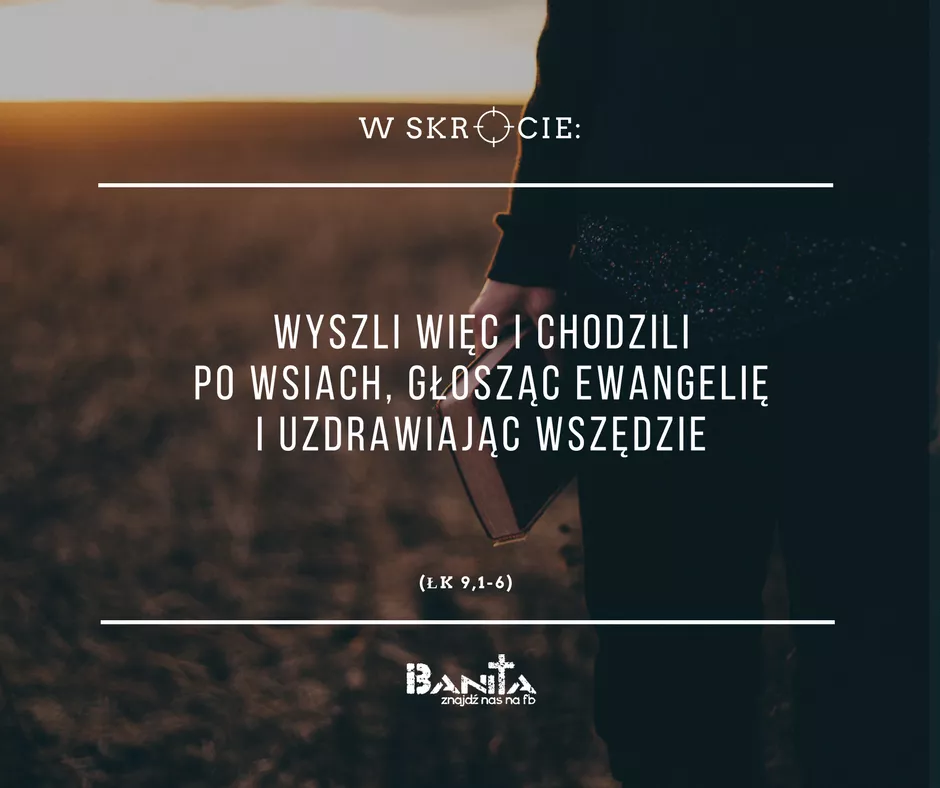 W SKRÓCIE:
WYSZLI WIĘC I CHODZILI
PO WSIACH, GŁOSZĄC EWANGELIĘ
I UZDRAWIAJĄC WSZĘDZIE
(ŁK 9,1-6)
BANITA
znajdź nas na fb